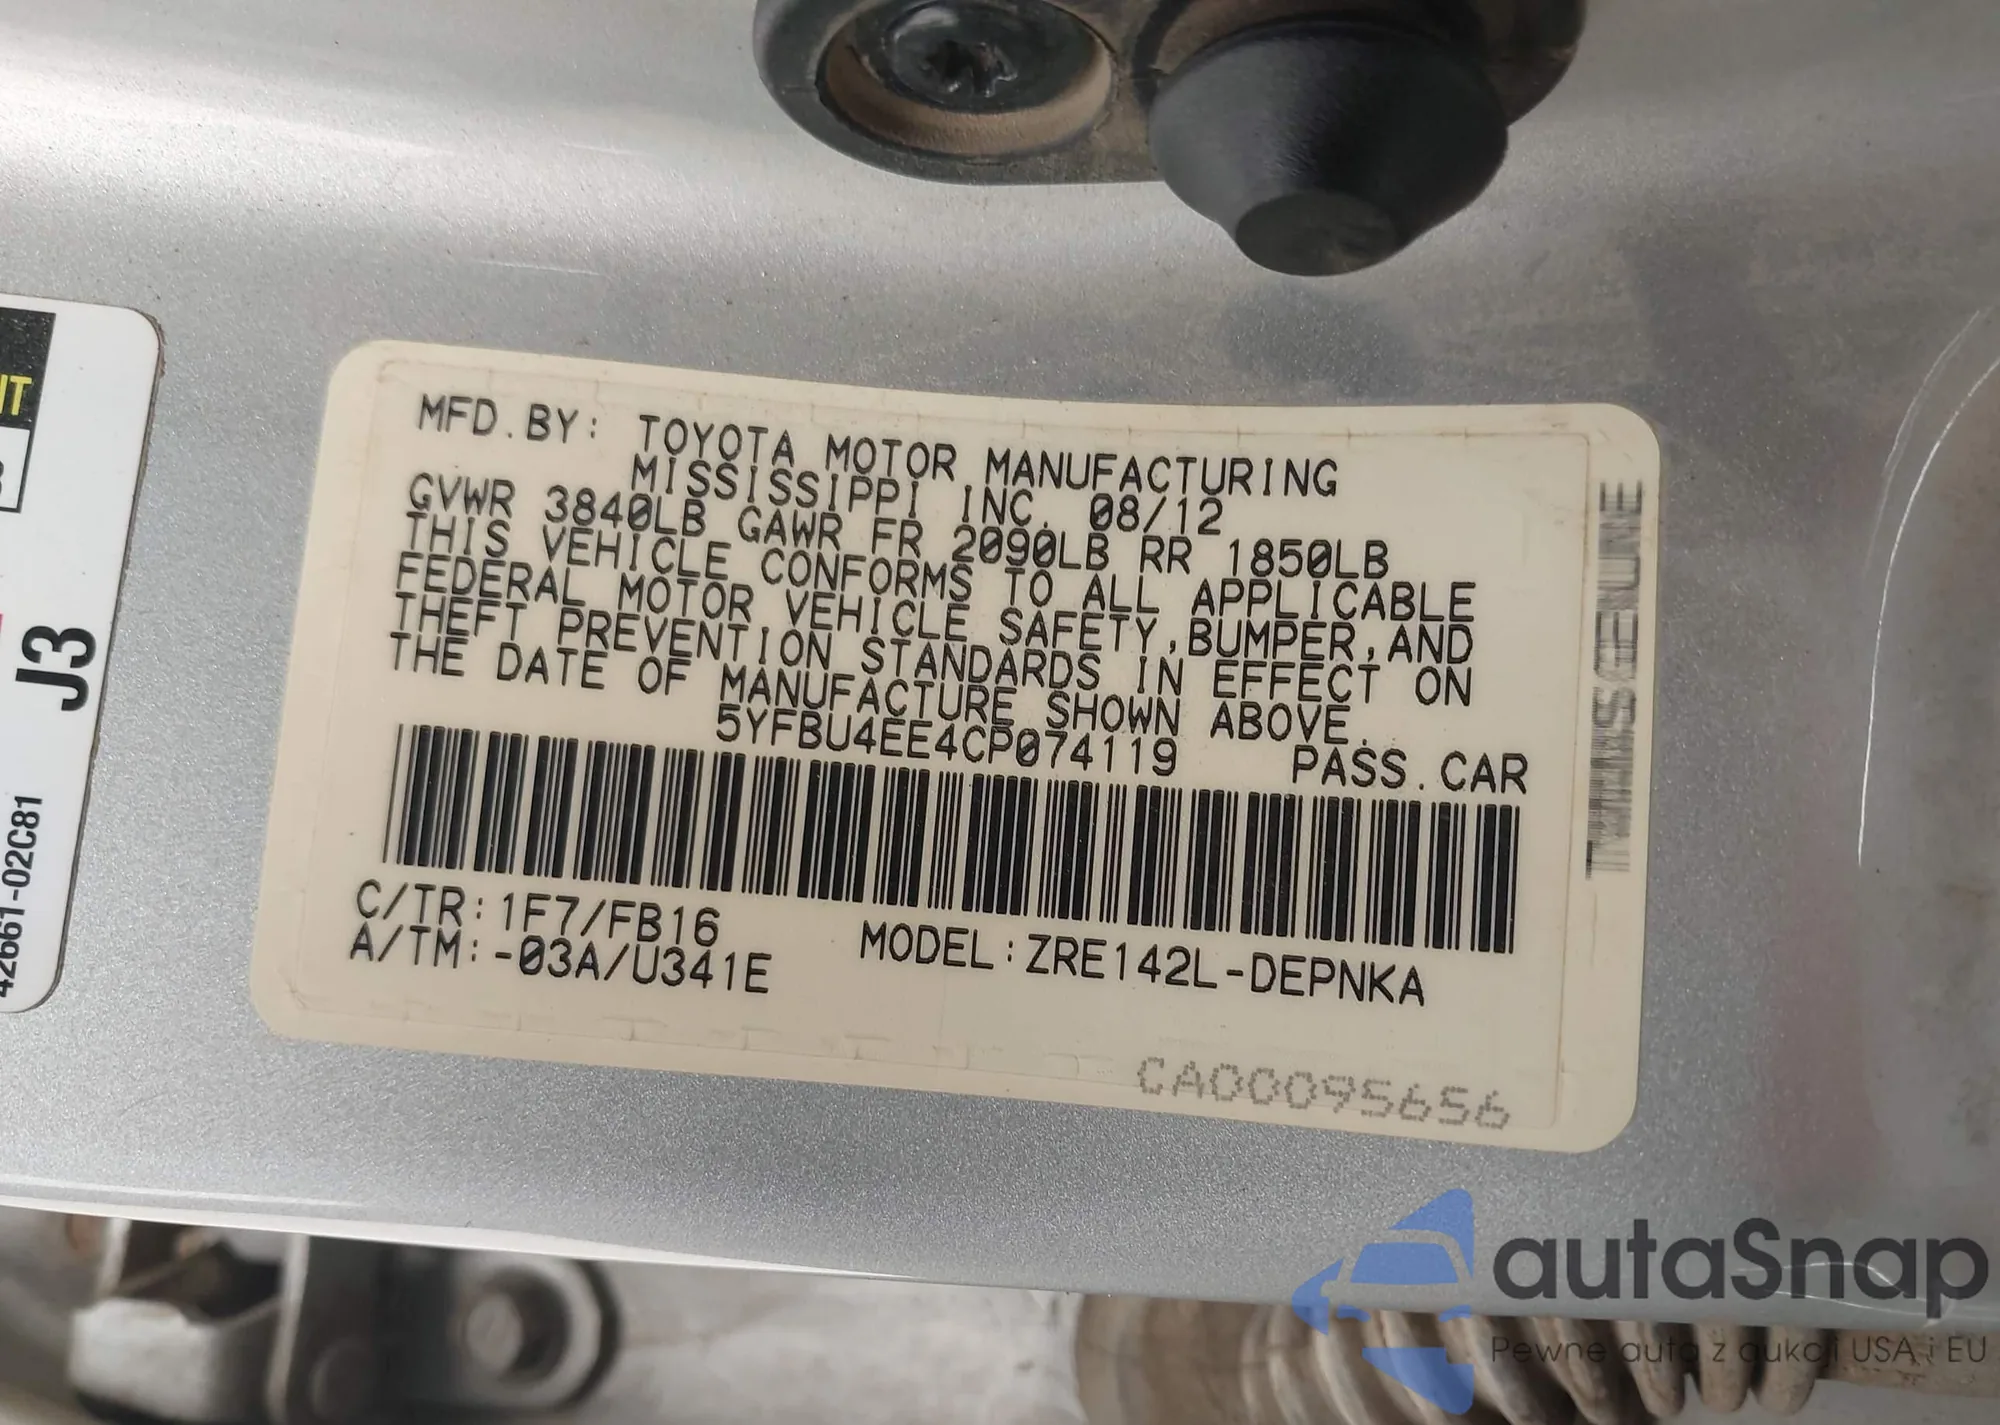 IT
J3
42661-02C81
MFD.BY: TOYOTA MOTOR MANUFACTURING
MISSISSIPPI INC. 08/12
GVWR 3840LB GAWR FR 2090LB RR 1850LB
THIS VEHICLE CONFORMS TO ALL APPLICABLE
FEDERAL MOTOR VEHICLE SAFETY,BUMPER,AND
THEFT PREVENTION STANDARDS IN EFFECT ON
THE DATE OF MANUFACTURE SHOWN ABOVE.
5YFBU4EE4CP074119 PASS.CAR
C/TR:1F7/FB16
A/TM:-03A/U341E MODEL:ZRE142L-DEPNKA
CA00095656
autaSnap
Pewne auta z aukcji USA i EU